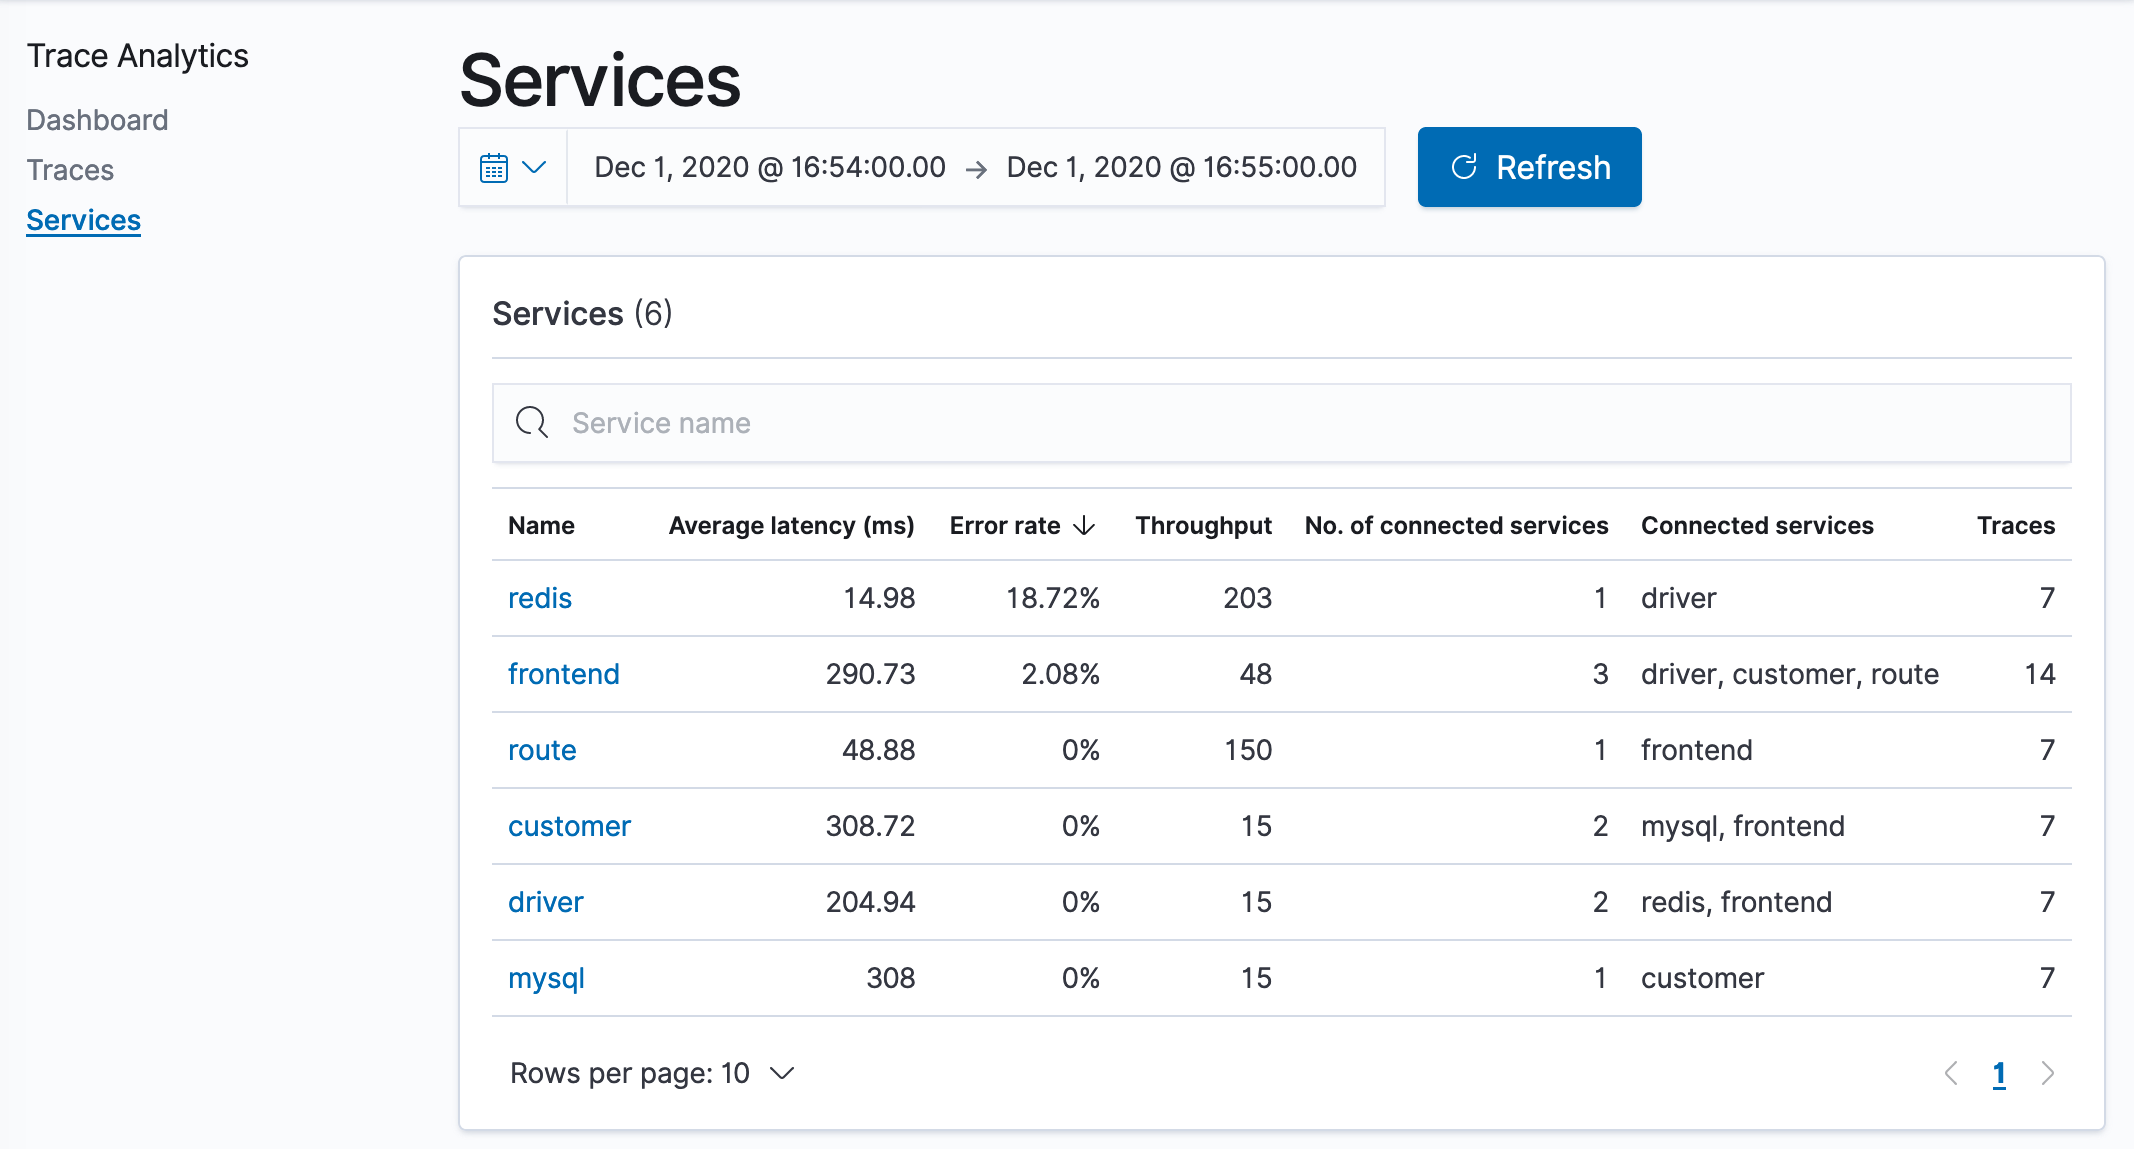 Trace Analytics
Dashboard
Traces
Services
Services
Dec 1, 2020 @ 16:54:00.00 → Dec 1, 2020 @ 16:55:00.00
Refresh
Services (6)
Service name
Name Average latency (ms) Error rate ↓ Throughput No. of connected services Connected services Traces
redis 14.98 18.72% 203 1 driver 7
frontend 290.73 2.08% 48 3 driver, customer, route 14
route 48.88 0% 150 1 frontend 7
customer 308.72 0% 15 2 mysql, frontend 7
driver 204.94 0% 15 2 redis, frontend 7
mysql 308 0% 15 1 customer 7
Rows per page: 10
1